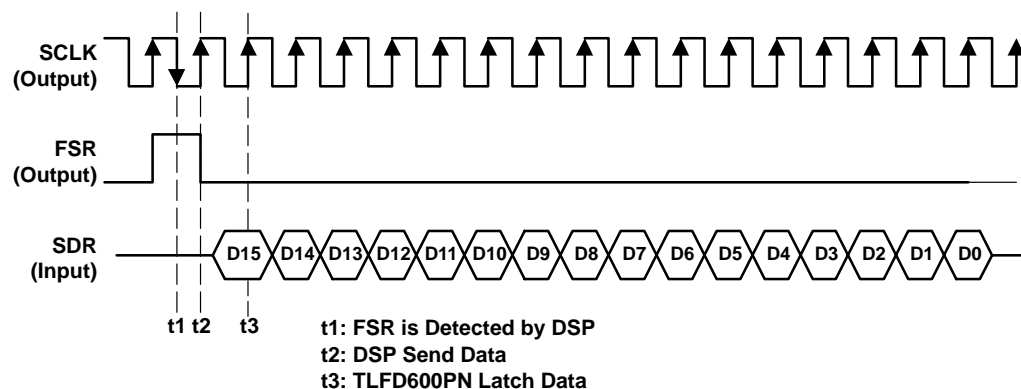 SCLK
(Output)
FSR
(Output)
SDR
(Input)
D15 D14 D13 D12 D11 D10 D9 D8 D7 D6 D5 D4 D3 D2 D1 D0
t1 t2 t3
t1: FSR is Detected by DSP
t2: DSP Send Data
t3: TLFD600PN Latch Data